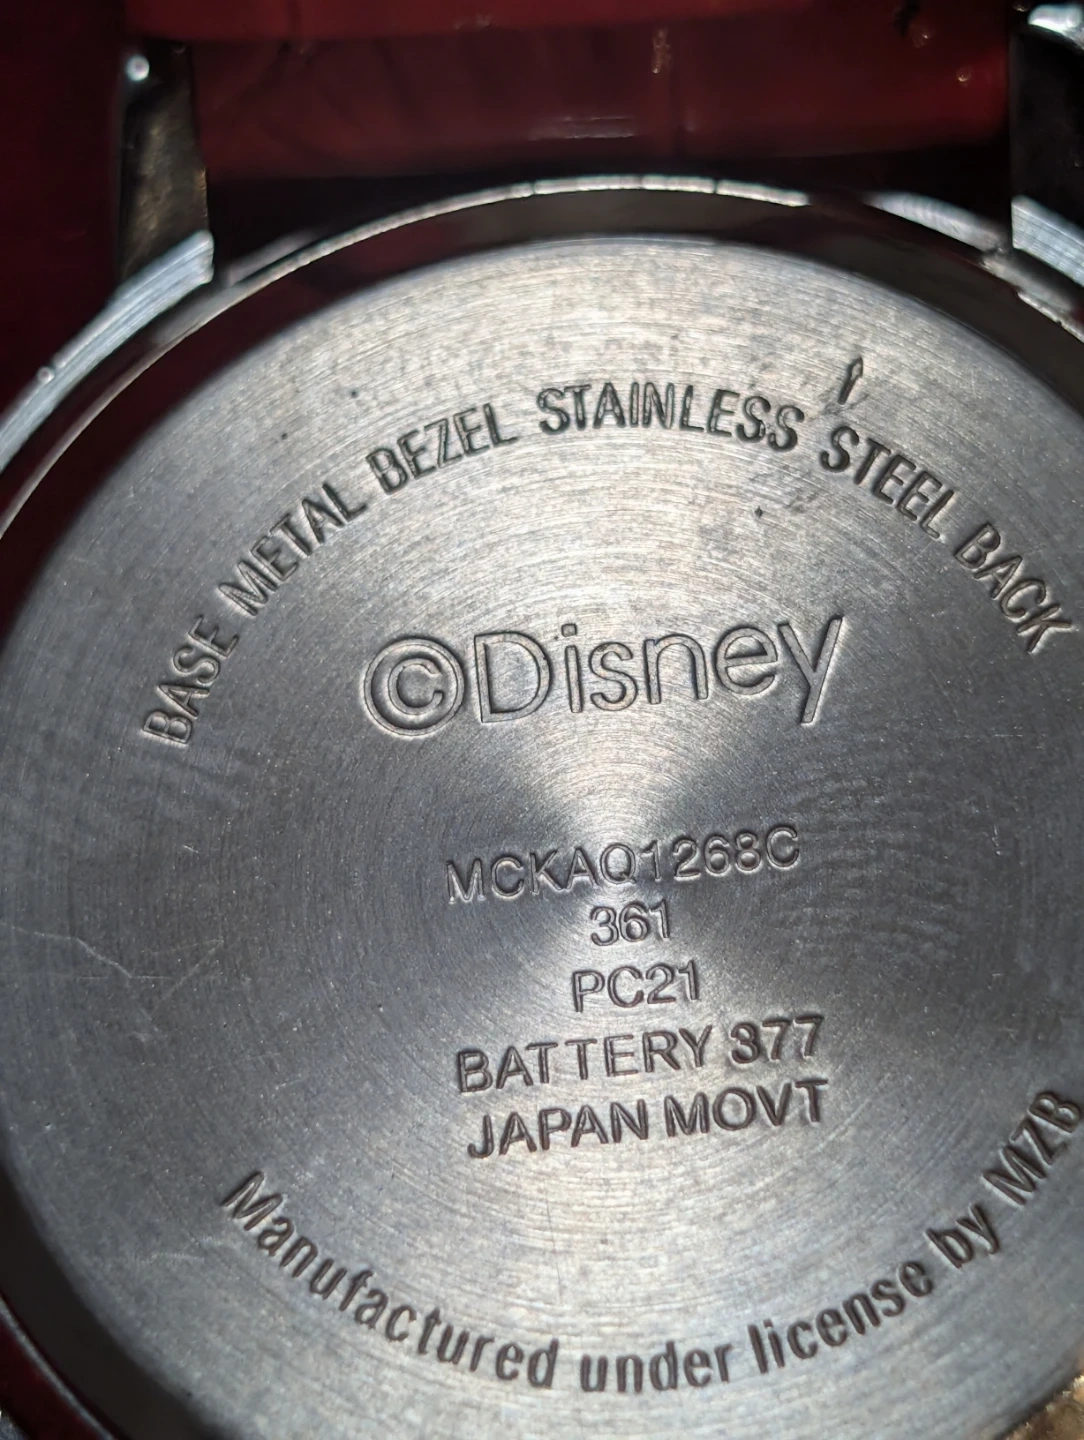 BASE METAL BEZEL STAINLESS STEEL BACK
©Disney
MCKAQ1268C
361
PC21
BATTERY 377
JAPAN MOVT
Manufactured under license by MZB